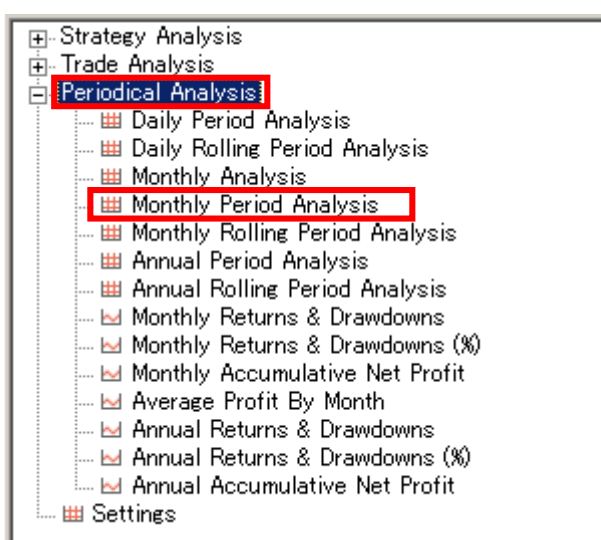 Strategy Analysis
Trade Analysis
Periodical Analysis
Daily Period Analysis
Daily Rolling Period Analysis
Monthly Analysis
Monthly Period Analysis
Monthly Rolling Period Analysis
Annual Period Analysis
Annual Rolling Period Analysis
Monthly Returns & Drawdowns
Monthly Returns & Drawdowns (%)
Monthly Accumulative Net Profit
Average Profit By Month
Annual Returns & Drawdowns
Annual Returns & Drawdowns (%)
Annual Accumulative Net Profit
Settings